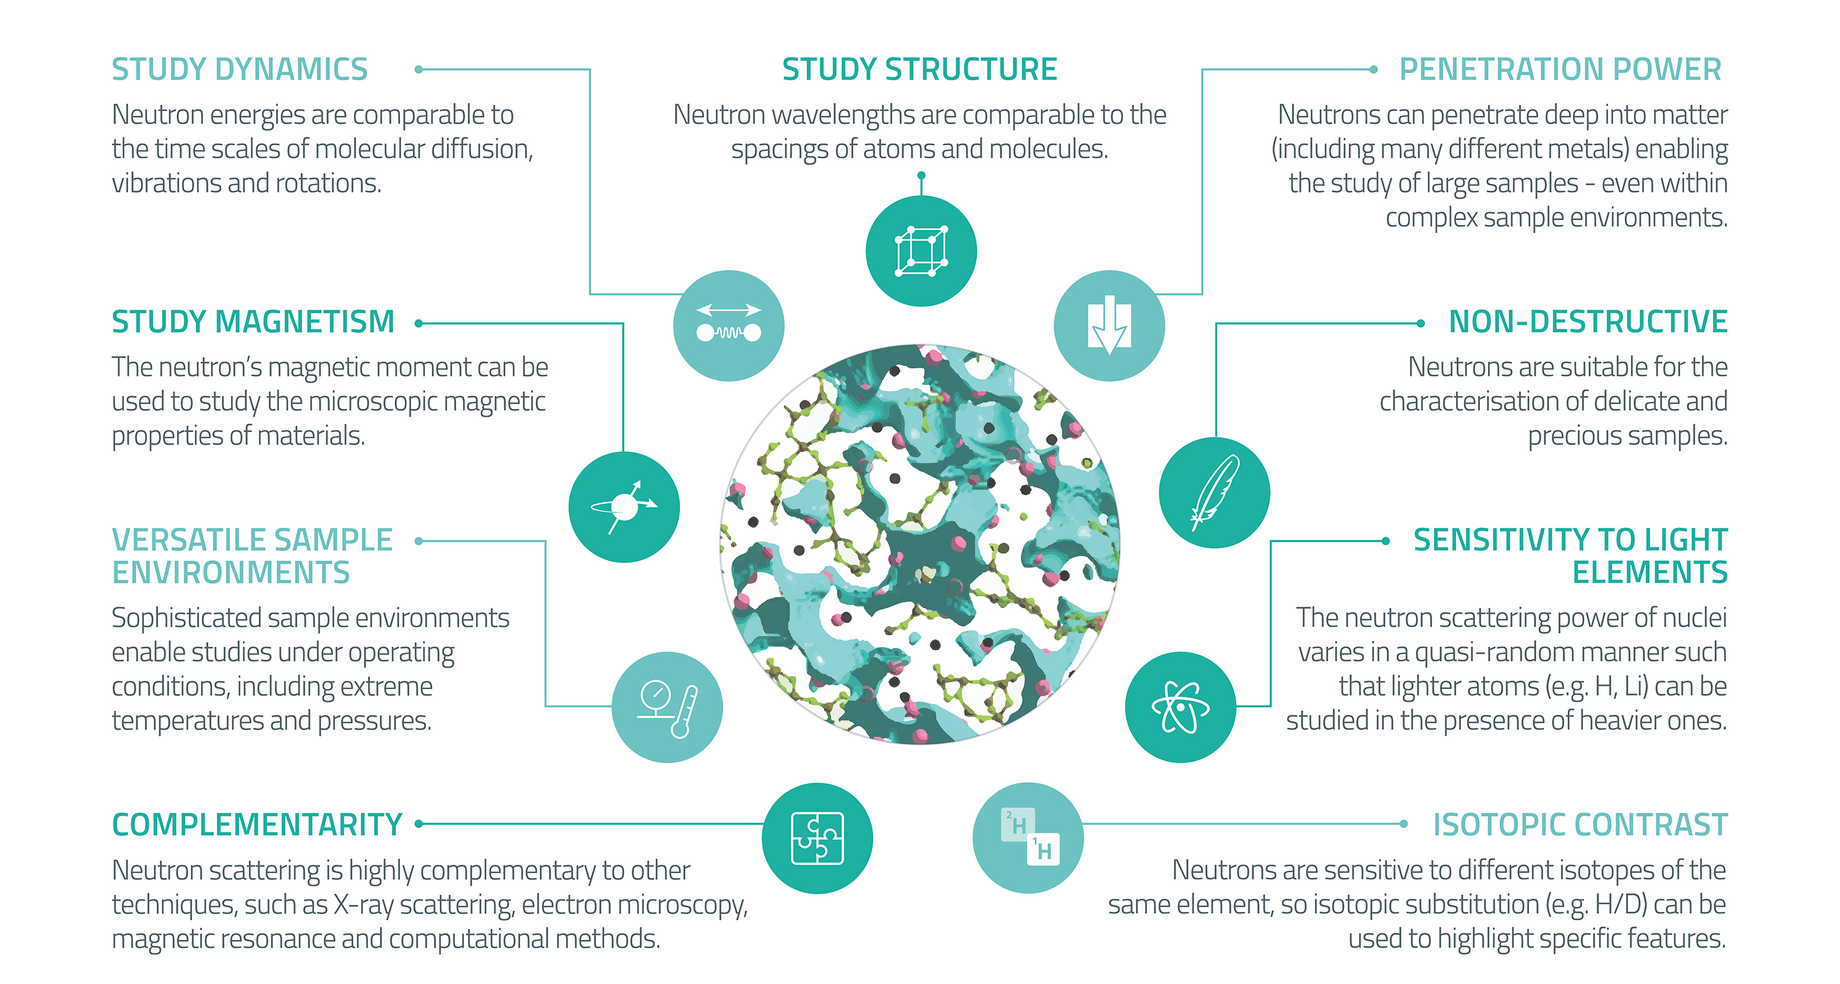 STUDY DYNAMICS
Neutron energies are comparable to
the time scales of molecular diffusion,
vibrations and rotations.
STUDY STRUCTURE
Neutron wavelengths are comparable to the
spacings of atoms and molecules.
PENETRATION POWER
Neutrons can penetrate deep into matter
(including many different metals) enabling
the study of large samples - even within
complex sample environments.
STUDY MAGNETISM
The neutron’s magnetic moment can be
used to study the microscopic magnetic
properties of materials.
NON-DESTRUCTIVE
Neutrons are suitable for the
characterisation of delicate and
precious samples.
VERSATILE SAMPLE
ENVIRONMENTS
Sophisticated sample environments
enable studies under operating
conditions, including extreme
temperatures and pressures.
SENSITIVITY TO LIGHT
ELEMENTS
The neutron scattering power of nuclei
varies in a quasi-random manner such
that lighter atoms (e.g. H, Li) can be
studied in the presence of heavier ones.
COMPLEMENTARITY
Neutron scattering is highly complementary to other
techniques, such as X-ray scattering, electron microscopy,
magnetic resonance and computational methods.
²H
¹H
ISOTOPIC CONTRAST
Neutrons are sensitive to different isotopes of the
same element, so isotopic substitution (e.g. H/D) can be
used to highlight specific features.